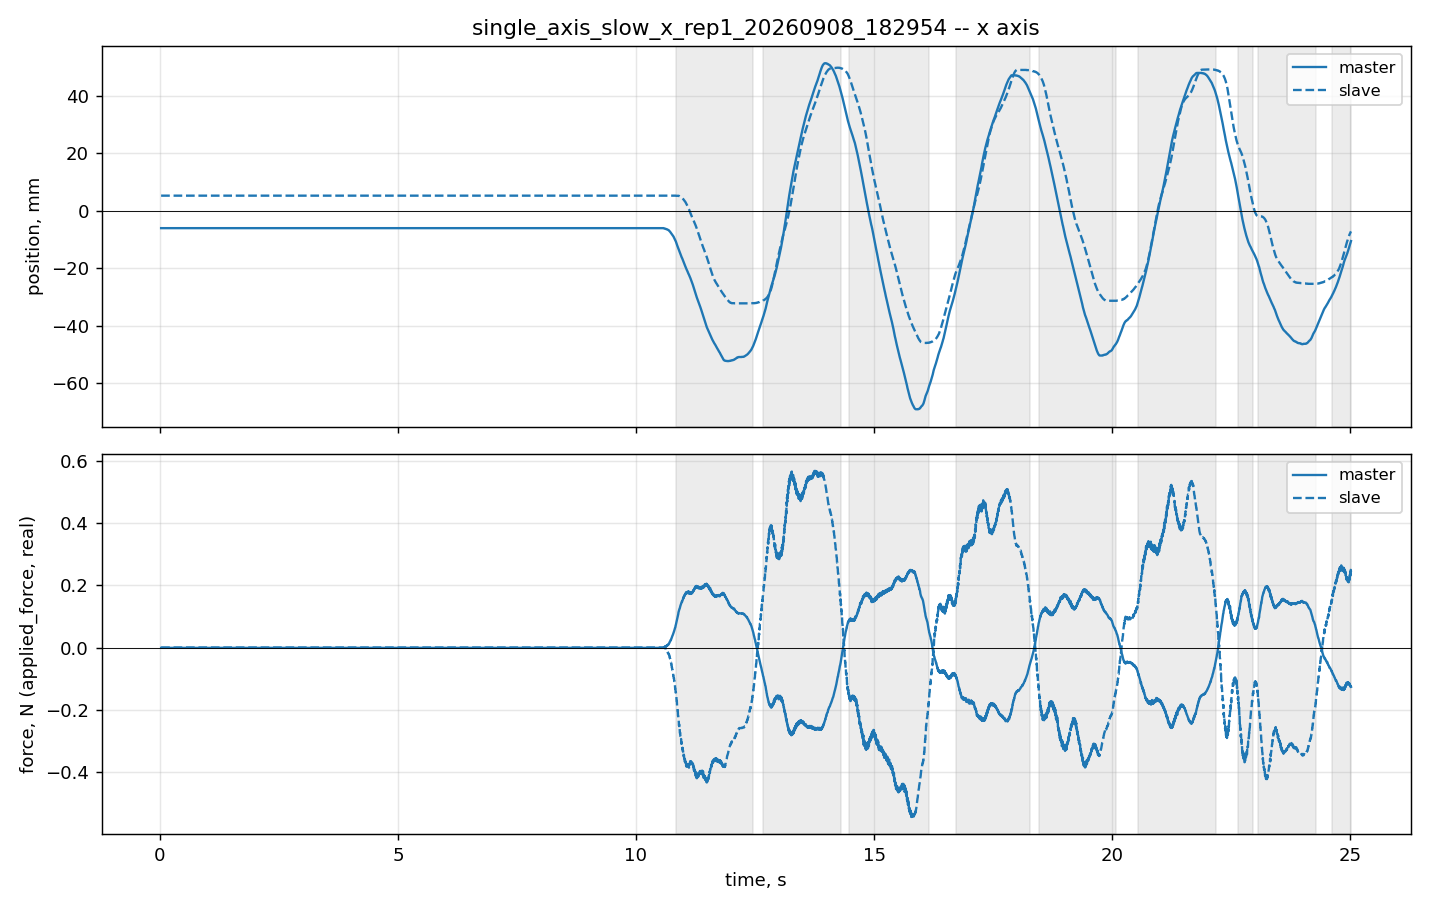 single_axis_slow_x_rep1_20260908_182954 -- x axis
master
slave
position, mm
40
20
0
−20
−40
−60
master
slave
force, N (applied_force, real)
0.6
0.4
0.2
0.0
−0.2
−0.4
0 5 10 15 20 25
time, s